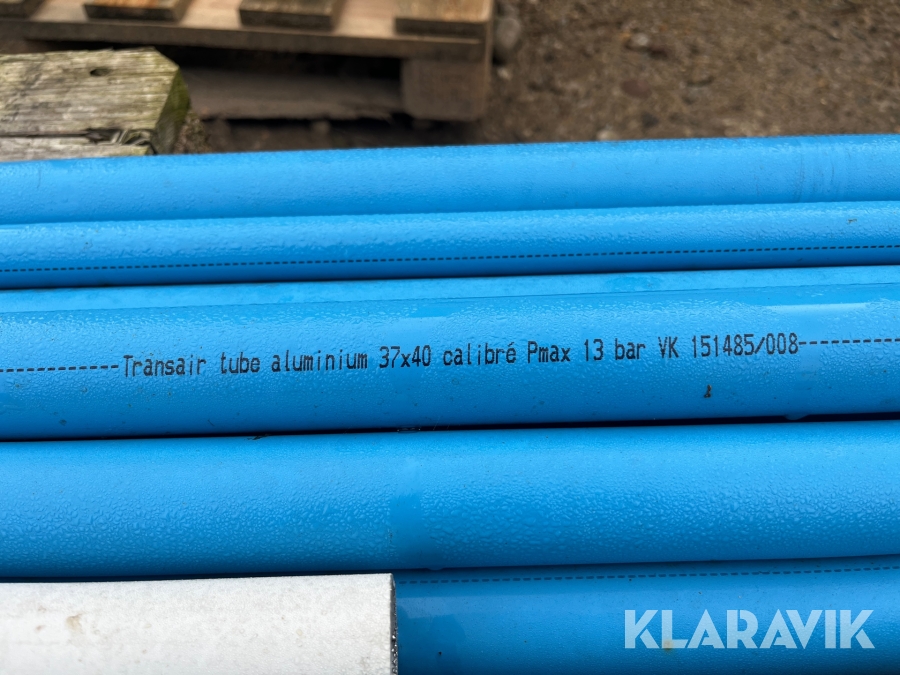 Transair tube aluminium 37x40 calibré Pmax 13 bar VK 151485/008
KLARAVIK